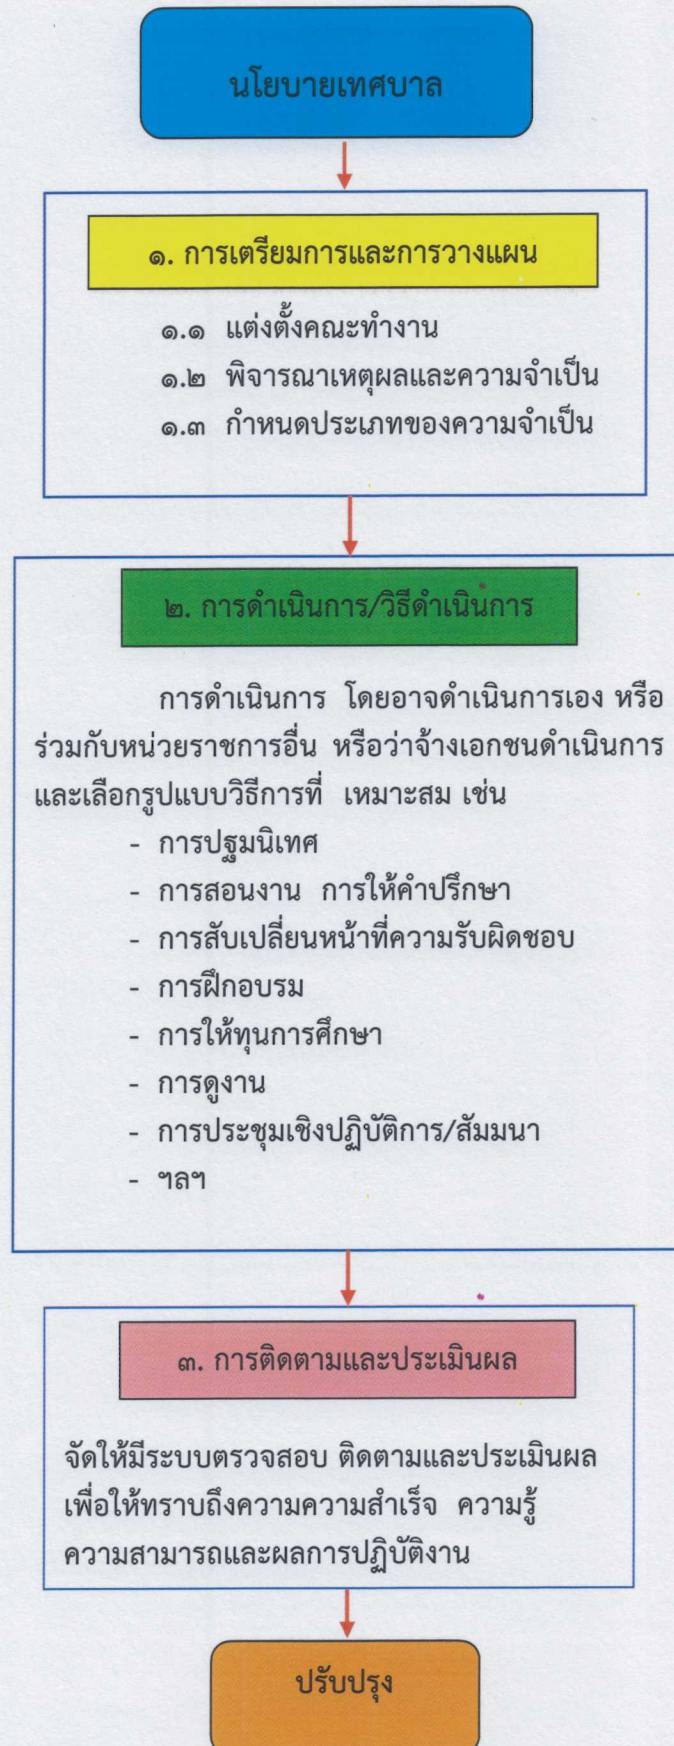 นโยบายเทศบาล
๑. การเตรียมการและการวางแผน
๑.๑ แต่งตั้งคณะทำงาน
๑.๒ พิจารณาเหตุผลและความจำเป็น
๑.๓ กำหนดประเภทของความจำเป็น
๒. การดำเนินการ/วิธีดำเนินการ
การดำเนินการ โดยอาจดำเนินการเอง หรือ
ร่วมกับหน่วยราชการอื่น หรือว่าจ้างเอกชนดำเนินการ
และเลือกรูปแบบวิธีการที่ เหมาะสม เช่น
- การปฐมนิเทศ
- การสอนงาน การให้คำปรึกษา
- การสับเปลี่ยนหน้าที่ความรับผิดชอบ
- การฝึกอบรม
- การให้ทุนการศึกษา
- การดูงาน
- การประชุมเชิงปฏิบัติการ/สัมมนา
- ฯลฯ
๓. การติดตามและประเมินผล
จัดให้มีระบบตรวจสอบ ติดตามและประเมินผล
เพื่อให้ทราบถึงความความสำเร็จ ความรู้
ความสามารถและผลการปฏิบัติงาน
ปรับปรุง